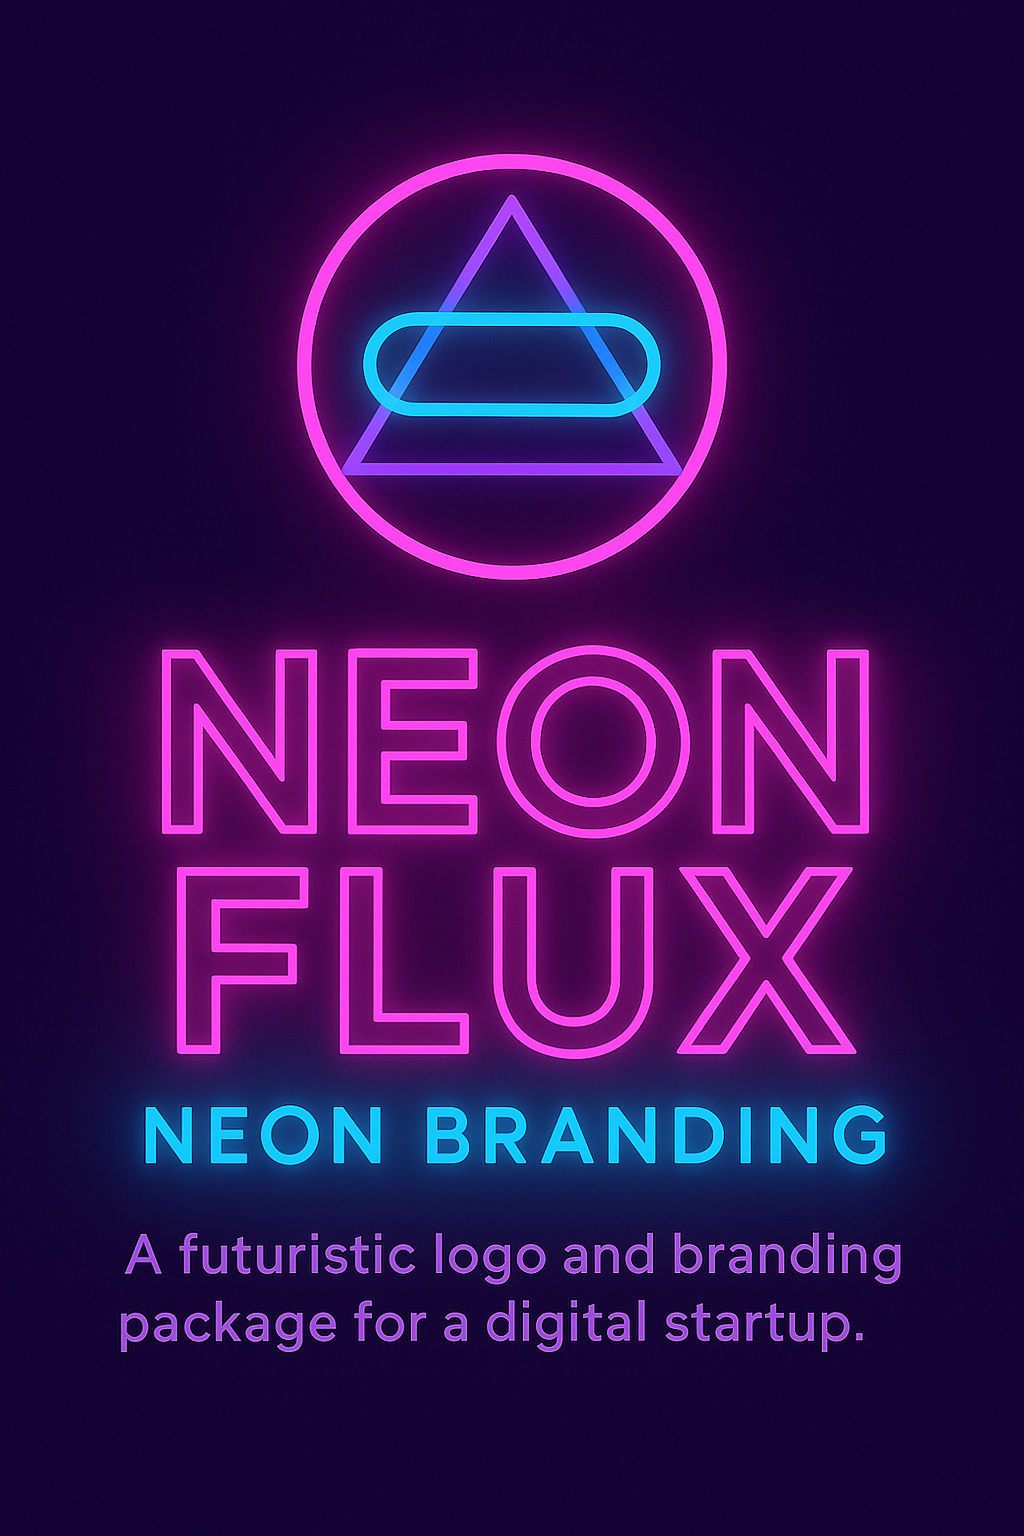 NEON
FLUX
NEON BRANDING
A futuristic logo and branding
package for a digital startup.